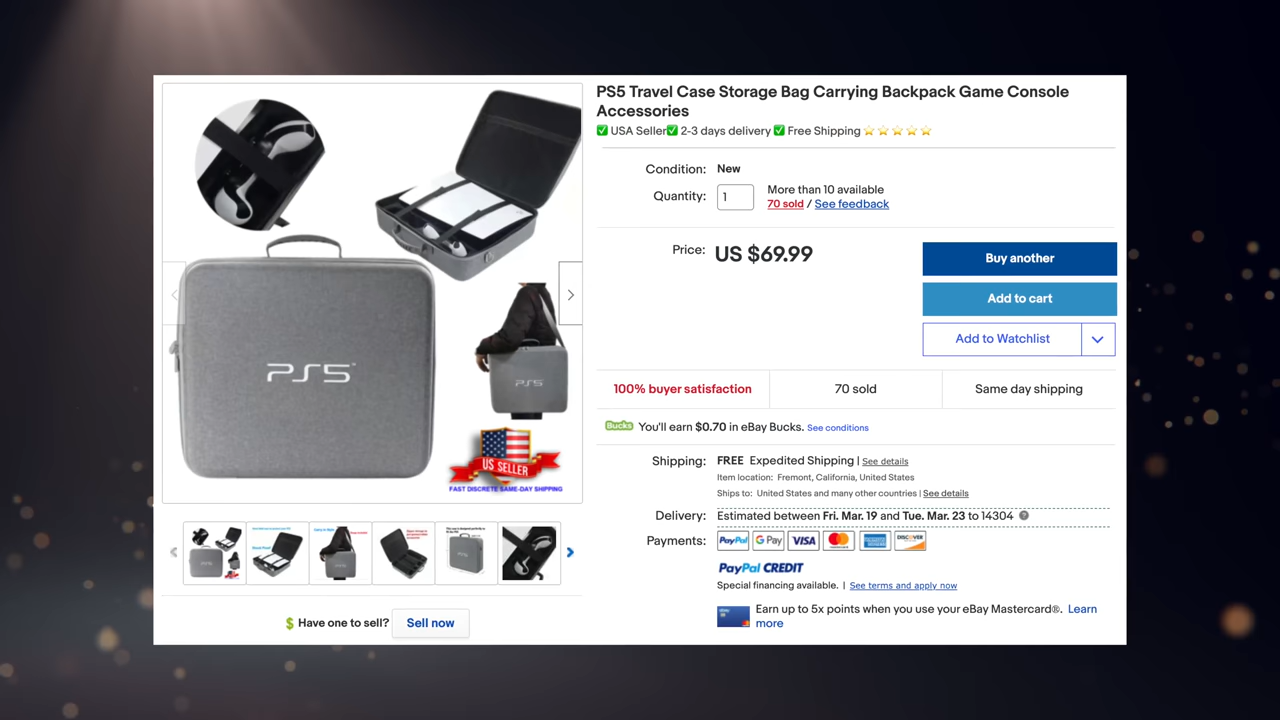 PS5 Travel Case Storage Bag Carrying Backpack Game Console
Accessories
✅ USA Seller✅ 2-3 days delivery ✅ Free Shipping ⭐⭐⭐⭐⭐
Condition: New
Quantity: 1 More than 10 available
70 sold / See feedback
Price: US $69.99
Buy another
Add to cart
Add to Watchlist
100% buyer satisfaction 70 sold Same day shipping
Bucks You'll earn $0.70 in eBay Bucks. See conditions
Shipping: FREE Expedited Shipping | See details
Item location: Fremont, California, United States
Ships to: United States and many other countries | See details
Delivery: Estimated between Fri. Mar. 19 and Tue. Mar. 23 to 14304
Payments: PayPal G Pay VISA MasterCard DISCOVER
PayPal CREDIT
Special financing available. | See terms and apply now
Earn up to 5x points when you use your eBay Mastercard®. Learn
more
PS5™
PS5
US SELLER
FAST DISCRETE SAME-DAY SHIPPING
Have one to sell? Sell now